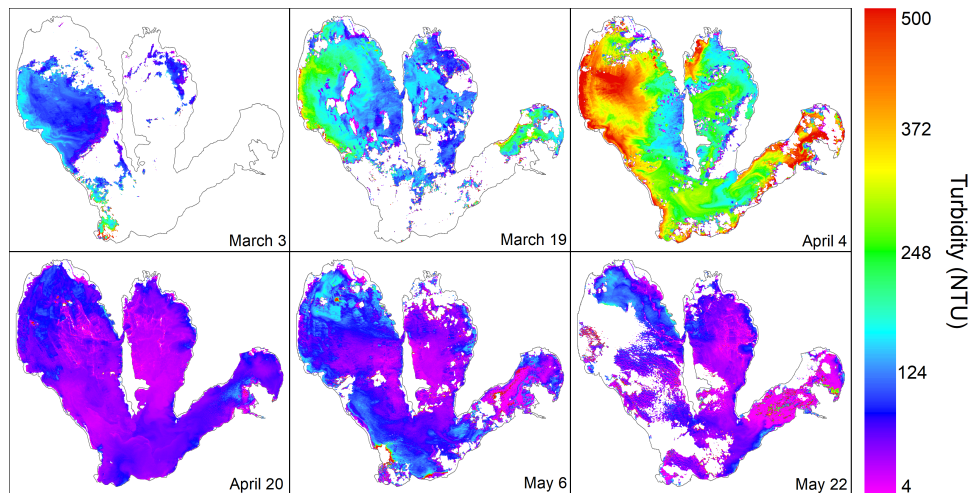 March 3
March 19
April 4
April 20
May 6
May 22
500
372
248
124
4
Turbidity (NTU)